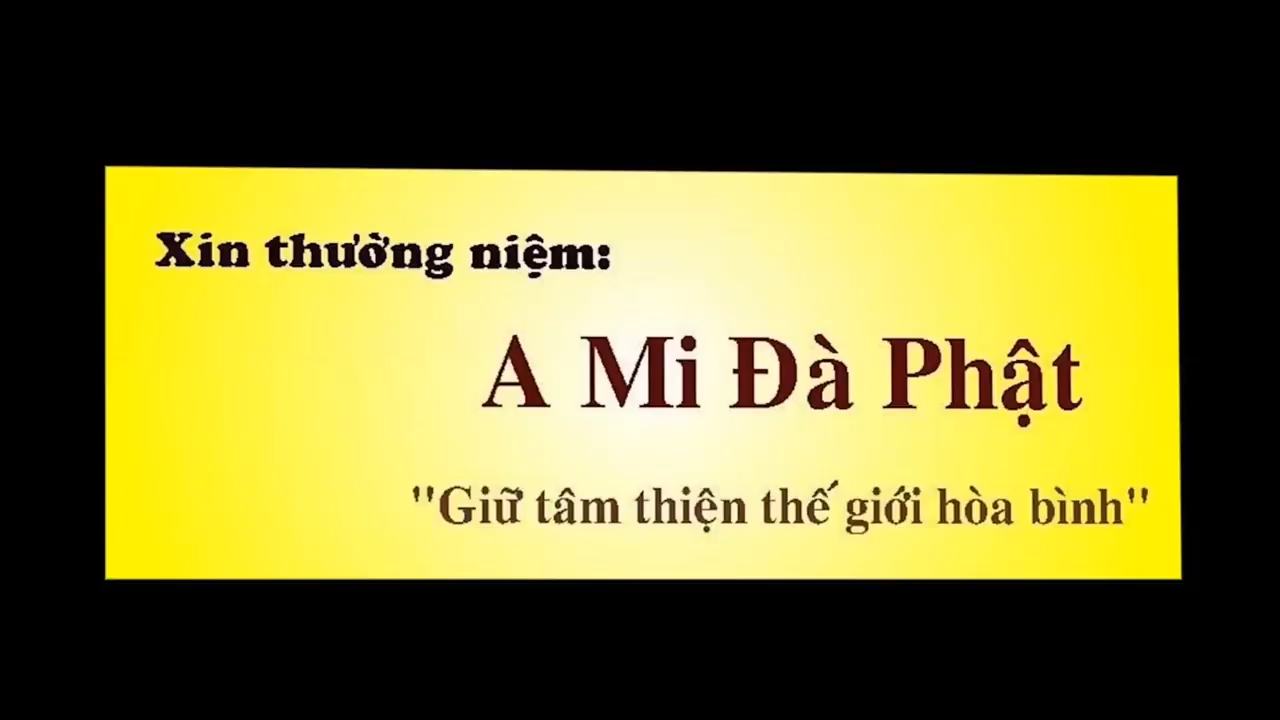 Xin thường niệm:
A Mi Đà Phật
"Giữ tâm thiện thế giới hòa bình"